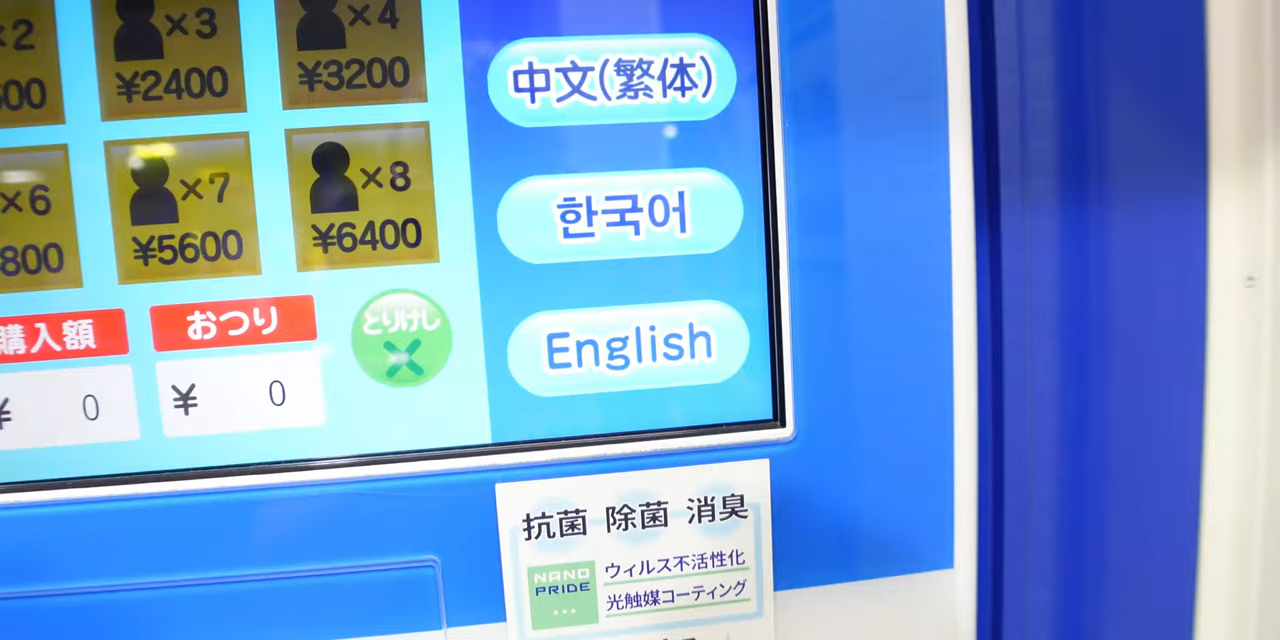 ×2
×3
×4
¥2400
¥3200
×6
×7
×8
800
¥5600
¥6400
中文(繁体)
한국어
English
購入額
おつり
とりけし
¥ 0
¥ 0
抗菌 除菌 消臭
NANO
PRIDE
ウィルス不活性化
光触媒コーティング